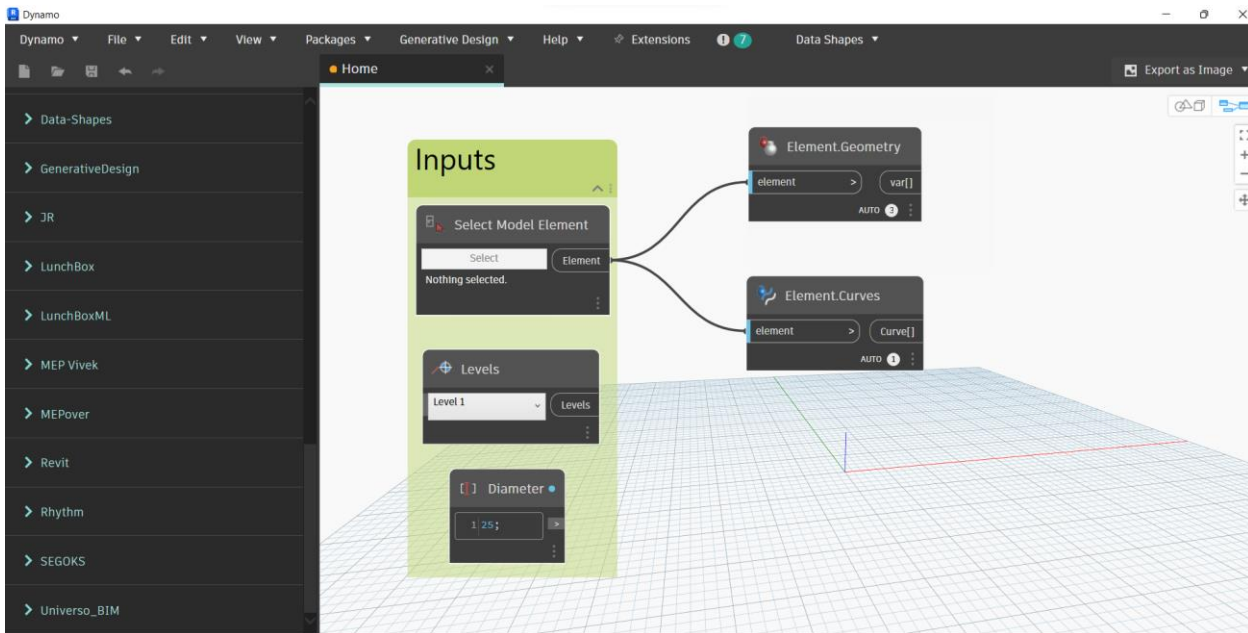 Dynamo
Dynamo File Edit View Packages Generative Design Help Extensions 7 Data Shapes
Home
Export as Image
Data-Shapes
GenerativeDesign
JR
LunchBox
LunchBoxML
MEP Vivek
MEPover
Revit
Rhythm
SEGOKS
Universo_BIM
Inputs
Select Model Element
Select
Element
Nothing selected.
Levels
Level 1
Levels
Diameter
1 25;
>
Element.Geometry
element > var[]
AUTO 3
Element.Curves
element > Curve[]
AUTO 1